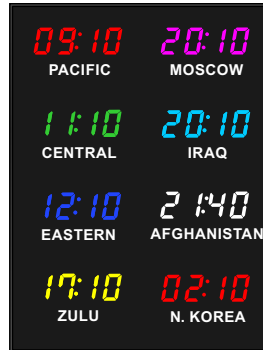 09:10 20:10
PACIFIC MOSCOW
11:10 20:10
CENTRAL IRAQ
12:10 21:40
EASTERN AFGHANISTAN
17:10 02:10
ZULU N. KOREA